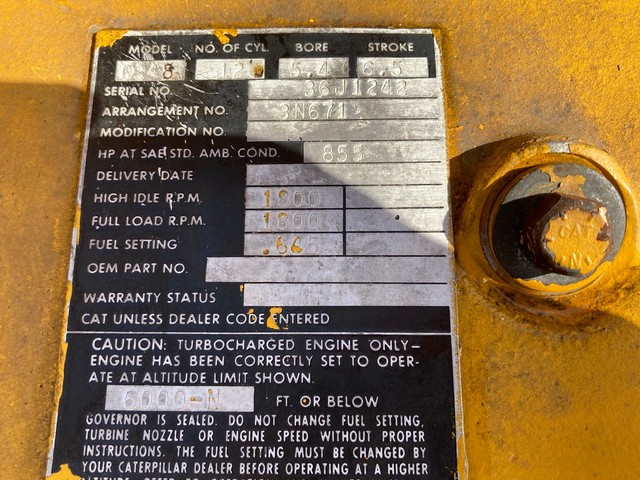 MODEL NO. OF CYL. BORE STROKE
D348 12 5.4 6.5
SERIAL NO. 36J1242
ARRANGEMENT NO. 3N671
MODIFICATION NO.
HP AT SAE STD. AMB. COND. 855
DELIVERY DATE
HIGH IDLE R.P.M.
FULL LOAD R.P.M. 1800
FUEL SETTING .645
OEM PART NO.
WARRANTY STATUS
CAT UNLESS DEALER CODE ENTERED
CAUTION: TURBOCHARGED ENGINE ONLY—
ENGINE HAS BEEN CORRECTLY SET TO OPER-
ATE AT ALTITUDE LIMIT SHOWN.
6000-N FT. OR BELOW
GOVERNOR IS SEALED. DO NOT CHANGE FUEL SETTING,
TURBINE NOZZLE OR ENGINE SPEED WITHOUT PROPER
INSTRUCTIONS. THE FUEL SETTING MUST BE CHANGED BY
YOUR CATERPILLAR DEALER BEFORE OPERATING AT A HIGHER
CAT